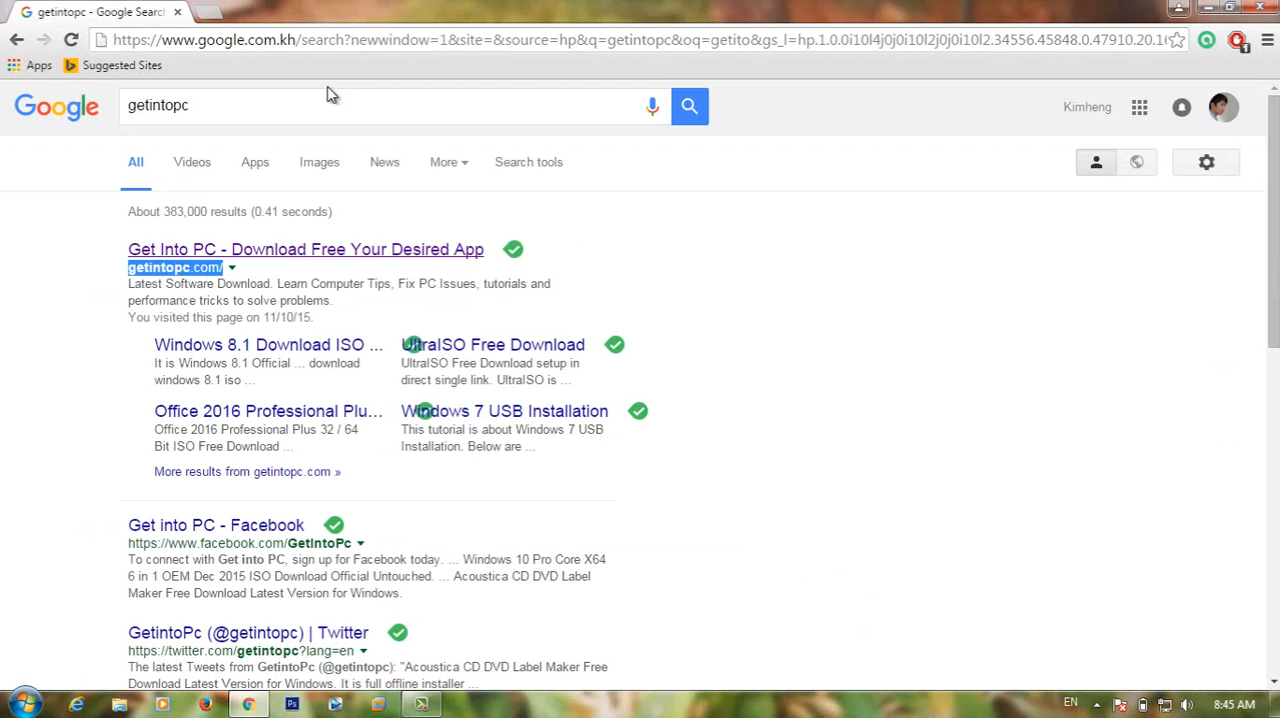 getintopc - Google Searc
https://www.google.com.kh/search?newwindow=1&site=&source=hp&q=getintopc&oq=getito&gs_l=hp.1.0.0i10l4j0j0i10l2j0j0i10l2.34556.45848.0.47910.20.1
Apps Suggested Sites
Google getintopc Kimheng
All Videos Apps Images News More Search tools
About 383,000 results (0.41 seconds)
Get Into PC - Download Free Your Desired App
getintopc.com/
Latest Software Download. Learn Computer Tips, Fix PC Issues, tutorials and
performance tricks to solve problems.
You visited this page on 11/10/15.
Windows 8.1 Download ISO ...
It is Windows 8.1 Official ... download
windows 8.1 iso ...
UltraISO Free Download
UltraISO Free Download setup in
direct single link. UltraISO is ...
Office 2016 Professional Plu...
Office 2016 Professional Plus 32 / 64
Bit ISO Free Download ...
Windows 7 USB Installation
This tutorial is about Windows 7 USB
Installation. Below are ...
More results from getintopc.com »
Get into PC - Facebook
https://www.facebook.com/GetIntoPc
To connect with Get into PC, sign up for Facebook today. ... Windows 10 Pro Core X64
6 in 1 OEM Dec 2015 ISO Download Official Untouched. ... Acoustica CD DVD Label
Maker Free Download Latest Version for Windows.
GetintoPc (@getintopc) | Twitter
https://twitter.com/getintopc?lang=en
The latest Tweets from GetintoPc (@getintopc): "Acoustica CD DVD Label Maker Free
Download Latest Version for Windows. It is full offline installer ...
Ps EN 8:45 AM